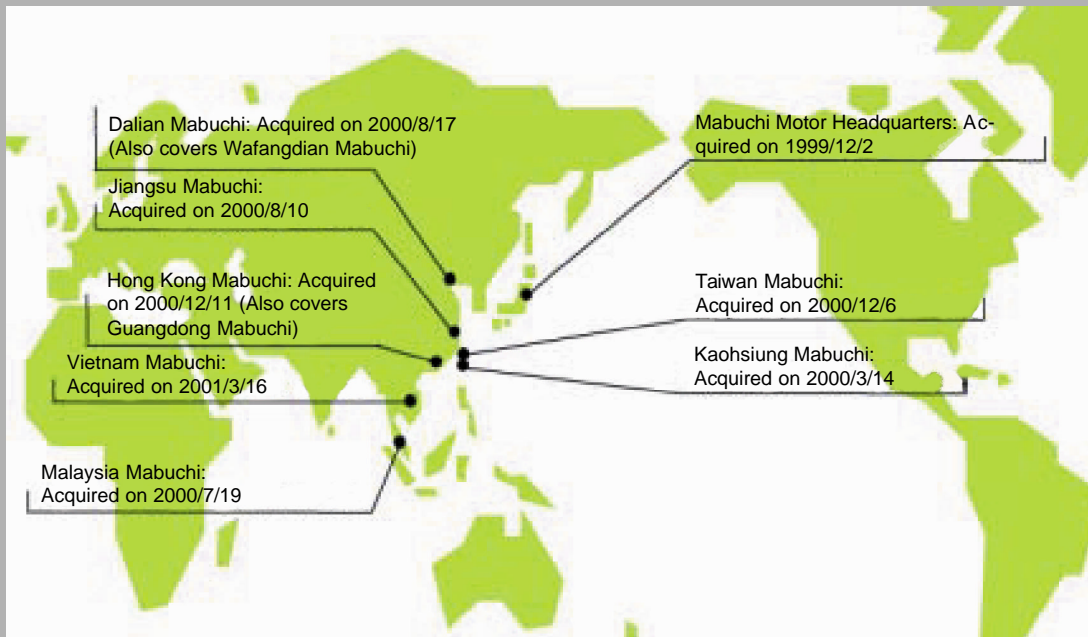 Dalian Mabuchi: Acquired on 2000/8/17
(Also covers Wafangdian Mabuchi)
Jiangsu Mabuchi:
Acquired on 2000/8/10
Hong Kong Mabuchi: Acquired
on 2000/12/11 (Also covers
Guangdong Mabuchi)
Vietnam Mabuchi:
Acquired on 2001/3/16
Malaysia Mabuchi:
Acquired on 2000/7/19
Mabuchi Motor Headquarters: Ac-
quired on 1999/12/2
Taiwan Mabuchi:
Acquired on 2000/12/6
Kaohsiung Mabuchi:
Acquired on 2000/3/14